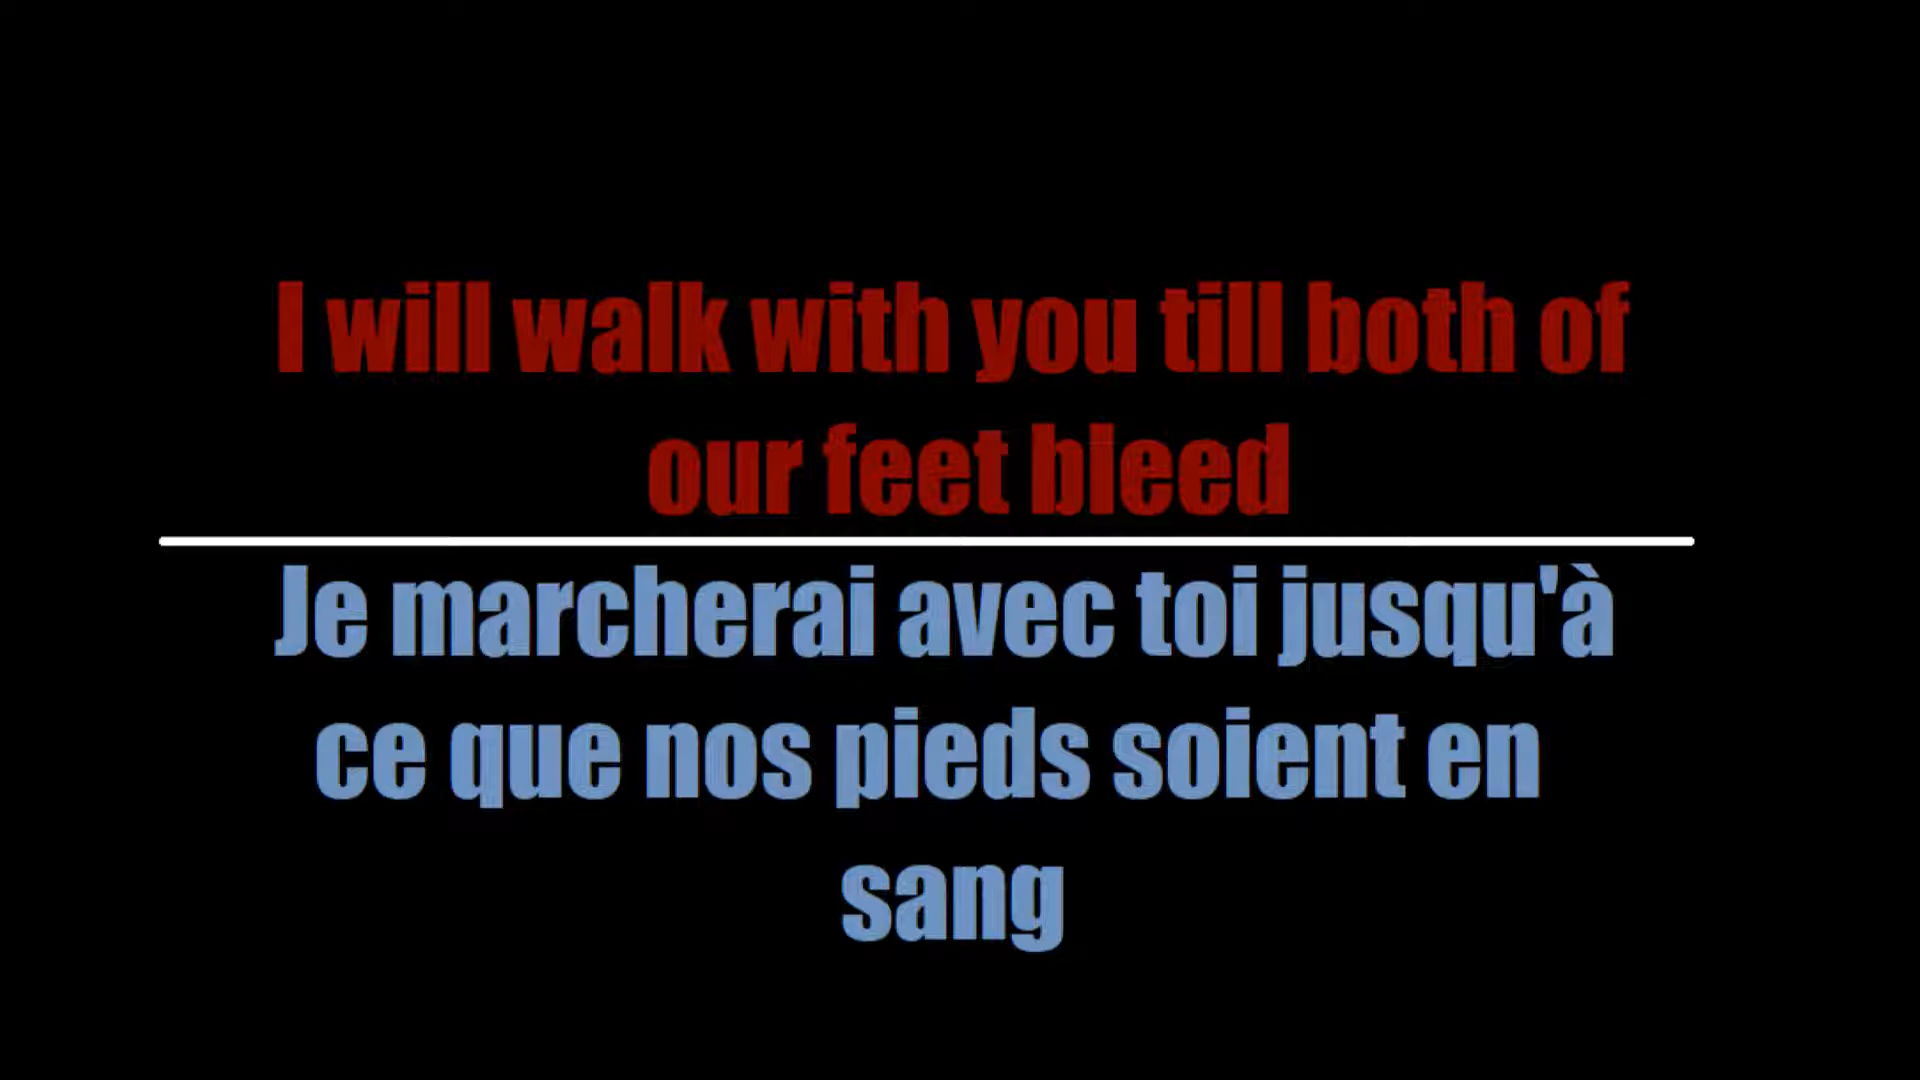 I will walk with you till both of
our feet bleed
Je marcherai avec toi jusqu'à
ce que nos pieds soient en
sang